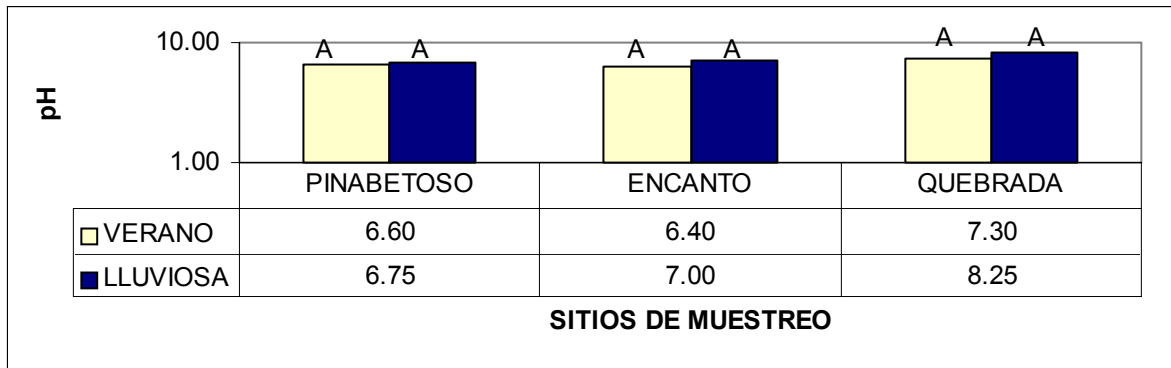 A A A A A A
10.00
pH
1.00
PINABETOSO ENCANTO QUEBRADA
VERANO 6.60 6.40 7.30
LLUVIOSA 6.75 7.00 8.25
SITIOS DE MUESTREO